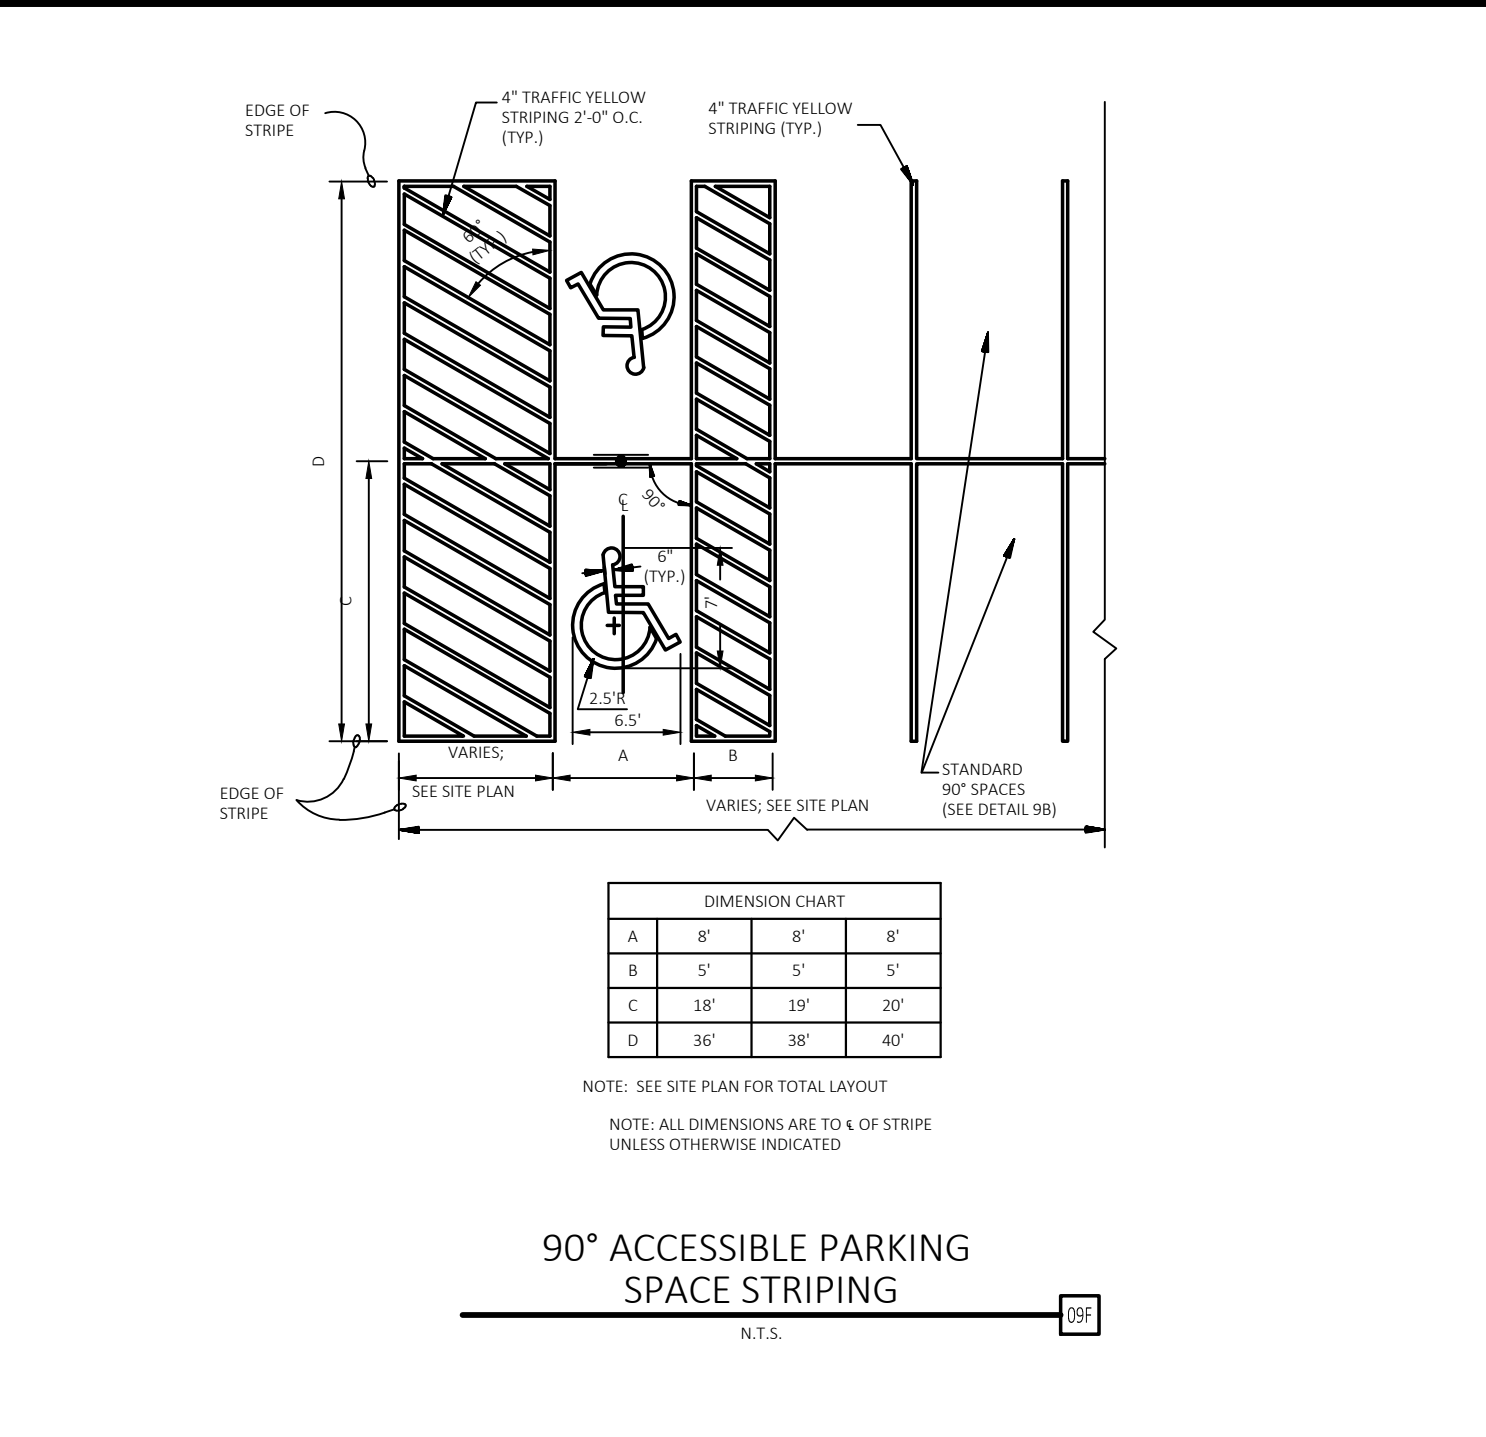 EDGE OF
STRIPE
4" TRAFFIC YELLOW
STRIPING 2'-0" O.C.
(TYP.)
4" TRAFFIC YELLOW
STRIPING (TYP.)
60°
(TYP.)
D
C
℄
90°
6"
(TYP.)
7'
2.5'R
6.5'
VARIES;
SEE SITE PLAN
A
B
VARIES; SEE SITE PLAN
EDGE OF
STRIPE
STANDARD
90° SPACES
(SEE DETAIL 9B)
DIMENSION CHART
A 8' 8' 8'
B 5' 5' 5'
C 18' 19' 20'
D 36' 38' 40'
NOTE: SEE SITE PLAN FOR TOTAL LAYOUT
NOTE: ALL DIMENSIONS ARE TO ℄ OF STRIPE
UNLESS OTHERWISE INDICATED
90° ACCESSIBLE PARKING
SPACE STRIPING
09F
N.T.S.